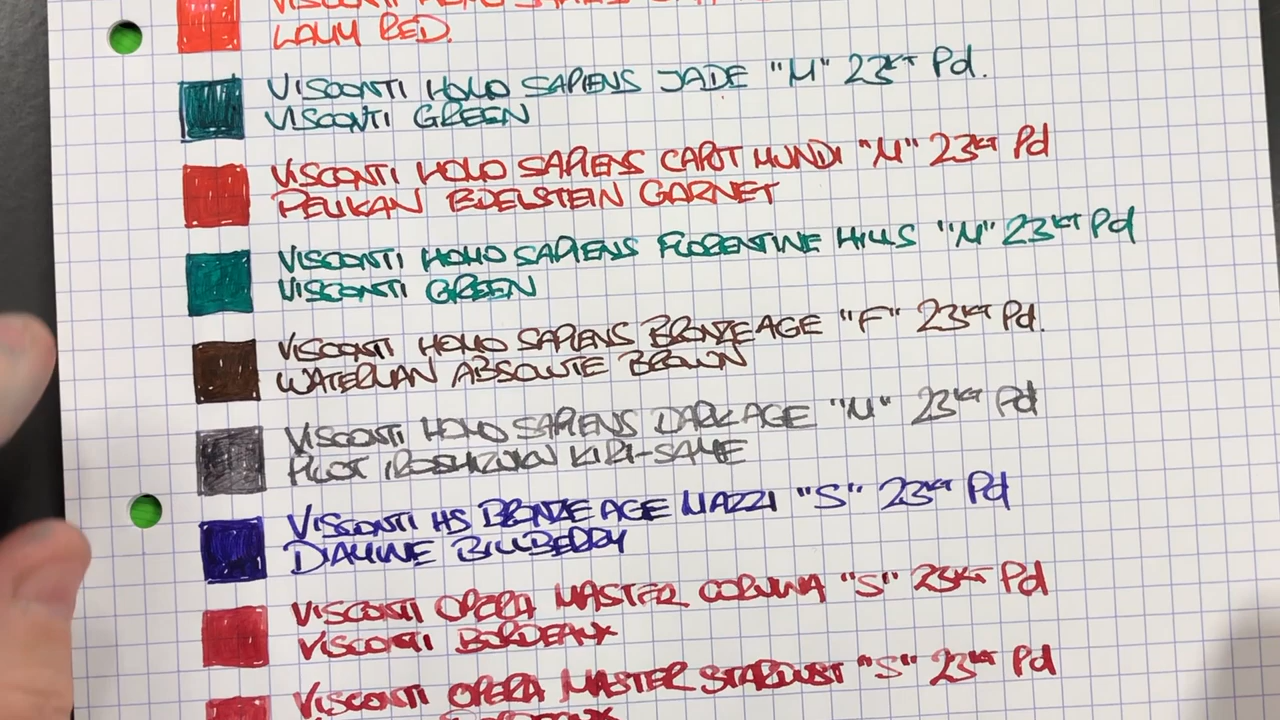 LAMY RED.
VISCONTI HOMO SAPIENS JADE "M" 23KT Pd.
VISCONTI GREEN
VISCONTI HOMO SAPIENS CAPUT MUNDI "M" 23KT Pd
PELIKAN EDELSTEIN GARNET
VISCONTI HOMO SAPIENS FLORENTINE HILLS "M" 23KT Pd
VISCONTI GREEN
VISCONTI HOMO SAPIENS BRONZE AGE "F" 23KT Pd.
WATERMAN ABSOLUTE BROWN
VISCONTI HOMO SAPIENS DARK AGE "M" 23KT Pd
PILOT IROSHIZUKU KIRI-SAME
VISCONTI HS BRONZE AGE MAZZI "S" 23KT Pd
DIAMINE BILLBERRY
VISCONTI OPERA MASTER "S" 23KT Pd
VISCONTI BORDEAUX
VISCONTI OPERA MASTER STARDUST "S" 23KT Pd